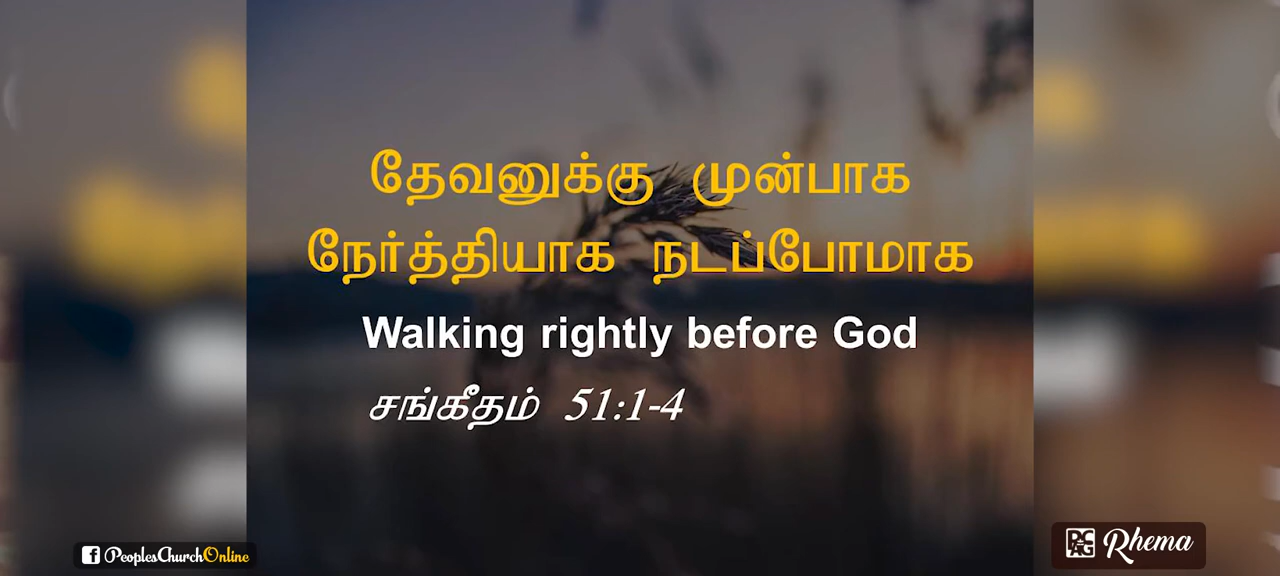 தேவனுக்கு முன்பாக
நேர்த்தியாக நடப்போமாக
Walking rightly before God
சங்கீதம் 51:1-4
PeoplesChurchOnline
Rhema